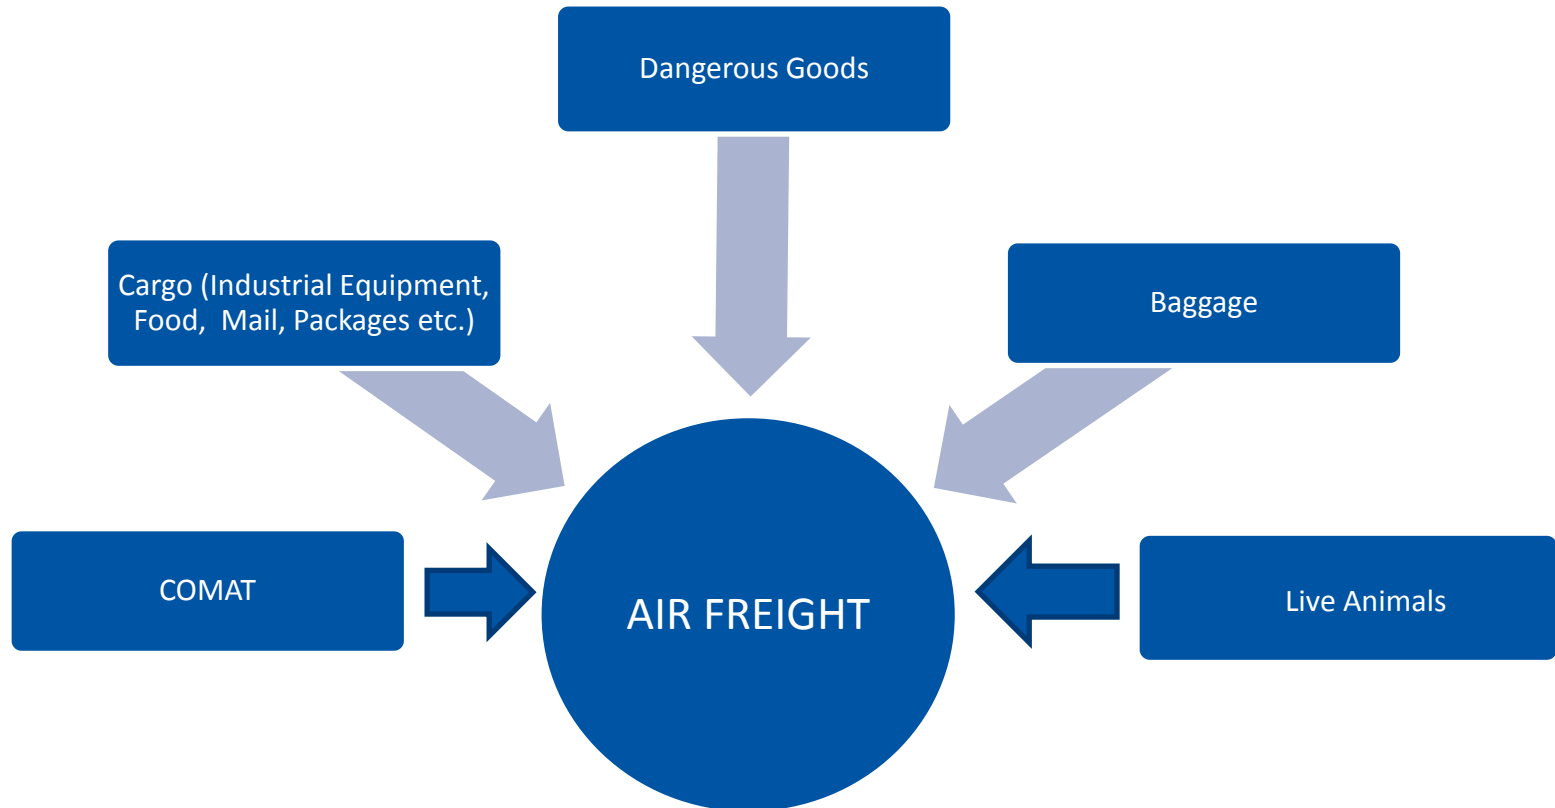 Dangerous Goods
Cargo (Industrial Equipment,
Food,  Mail, Packages etc.)
Baggage
COMAT
AIR FREIGHT
Live Animals